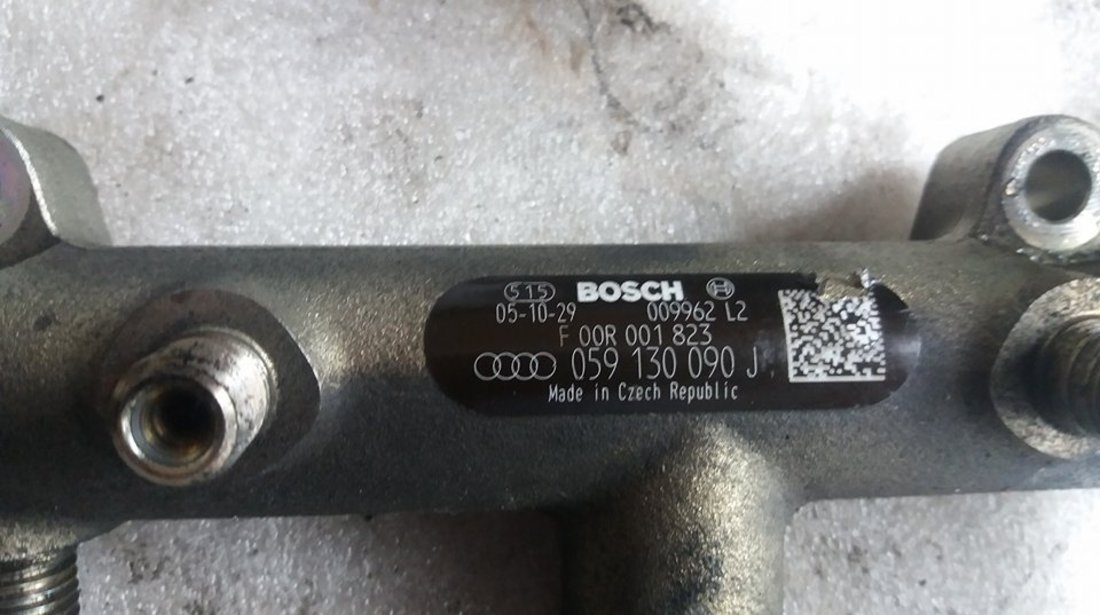 515 BOSCH
05-10-29 009962 L2
F 00R 001 823
059 130 090 J
Made in Czech Republic